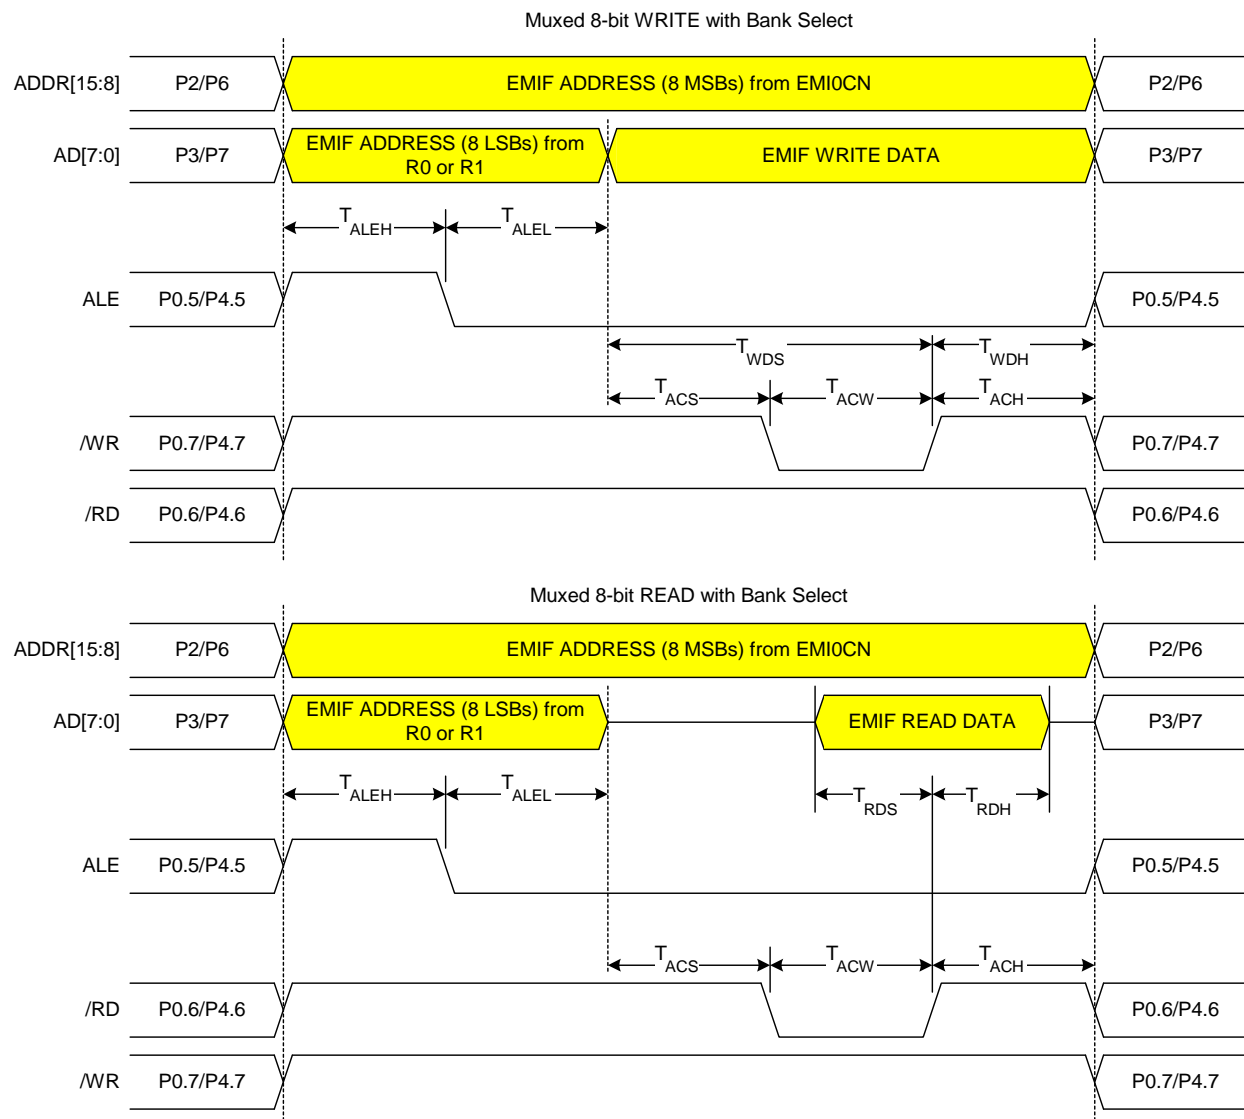 Muxed 8-bit WRITE with Bank Select
ADDR[15:8] P2/P6 EMIF ADDRESS (8 MSBs) from EMI0CN P2/P6
AD[7:0] P3/P7 EMIF ADDRESS (8 LSBs) from
R0 or R1 EMIF WRITE DATA P3/P7
TALEH TALEL
ALE P0.5/P4.5 P0.5/P4.5
TWDS TWDH
TACS TACW TACH
/WR P0.7/P4.7 P0.7/P4.7
/RD P0.6/P4.6 P0.6/P4.6
Muxed 8-bit READ with Bank Select
ADDR[15:8] P2/P6 EMIF ADDRESS (8 MSBs) from EMI0CN P2/P6
AD[7:0] P3/P7 EMIF ADDRESS (8 LSBs) from
R0 or R1 EMIF READ DATA P3/P7
TALEH TALEL TRDS TRDH
ALE P0.5/P4.5 P0.5/P4.5
TACS TACW TACH
/RD P0.6/P4.6 P0.6/P4.6
/WR P0.7/P4.7 P0.7/P4.7